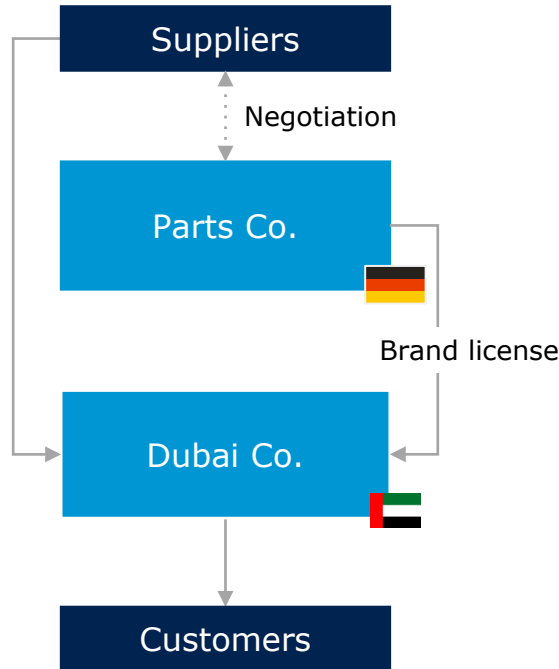 Suppliers
Negotiation
Parts Co.
Brand license
Dubai Co.
Customers